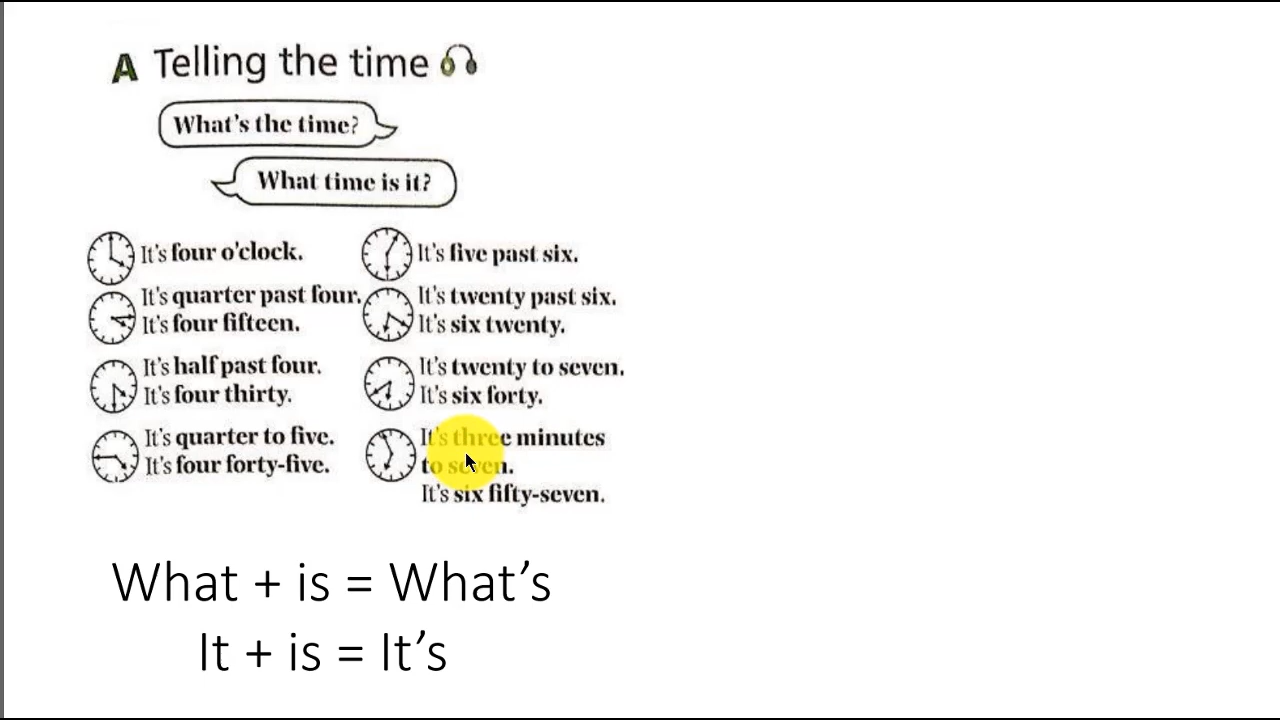 A Telling the time
What's the time?
What time is it?
It's four o'clock.
It's quarter past four.
It's four fifteen.
It's half past four.
It's four thirty.
It's quarter to five.
It's four forty-five.
It's five past six.
It's twenty past six.
It's six twenty.
It's twenty to seven.
It's six forty.
It's three minutes
to seven.
It's six fifty-seven.
What + is = What's
It + is = It's